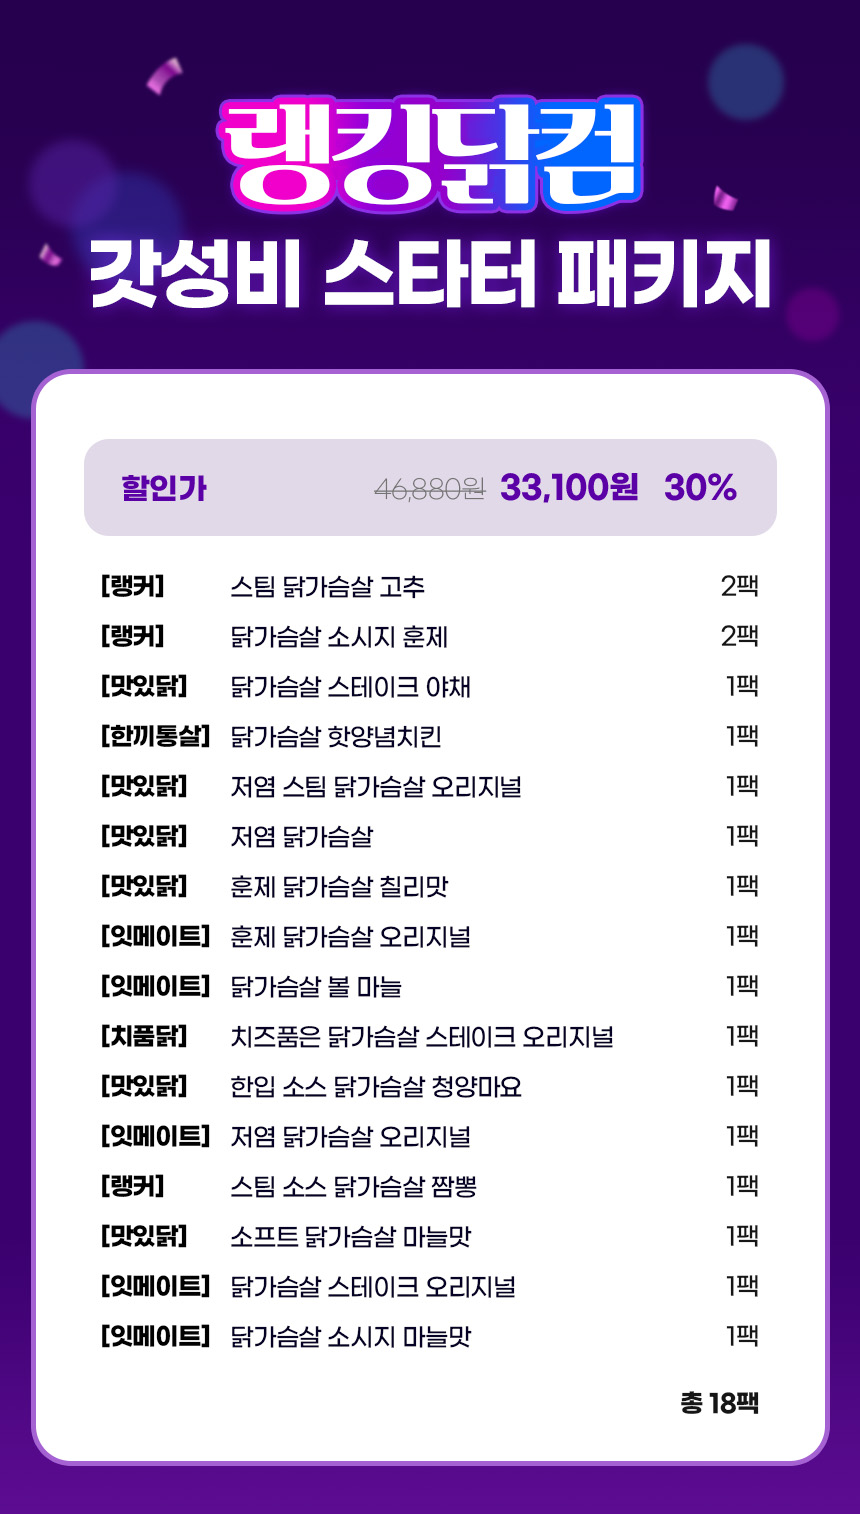 랭킹닭컴
갓성비 스타터 패키지
할인가 46,880원 33,100원 30%
[랭커] 스팀 닭가슴살 고추 2팩
[랭커] 닭가슴살 소시지 훈제 2팩
[맛있닭] 닭가슴살 스테이크 야채 1팩
[한끼통살] 닭가슴살 핫양념치킨 1팩
[맛있닭] 저염 스팀 닭가슴살 오리지널 1팩
[맛있닭] 저염 닭가슴살 1팩
[맛있닭] 훈제 닭가슴살 칠리맛 1팩
[잇메이트] 훈제 닭가슴살 오리지널 1팩
[잇메이트] 닭가슴살 볼 마늘 1팩
[치품닭] 치즈품은 닭가슴살 스테이크 오리지널 1팩
[맛있닭] 한입 소스 닭가슴살 청양마요 1팩
[잇메이트] 저염 닭가슴살 오리지널 1팩
[랭커] 스팀 소스 닭가슴살 짬뽕 1팩
[맛있닭] 소프트 닭가슴살 마늘맛 1팩
[잇메이트] 닭가슴살 스테이크 오리지널 1팩
[잇메이트] 닭가슴살 소시지 마늘맛 1팩
총 18팩